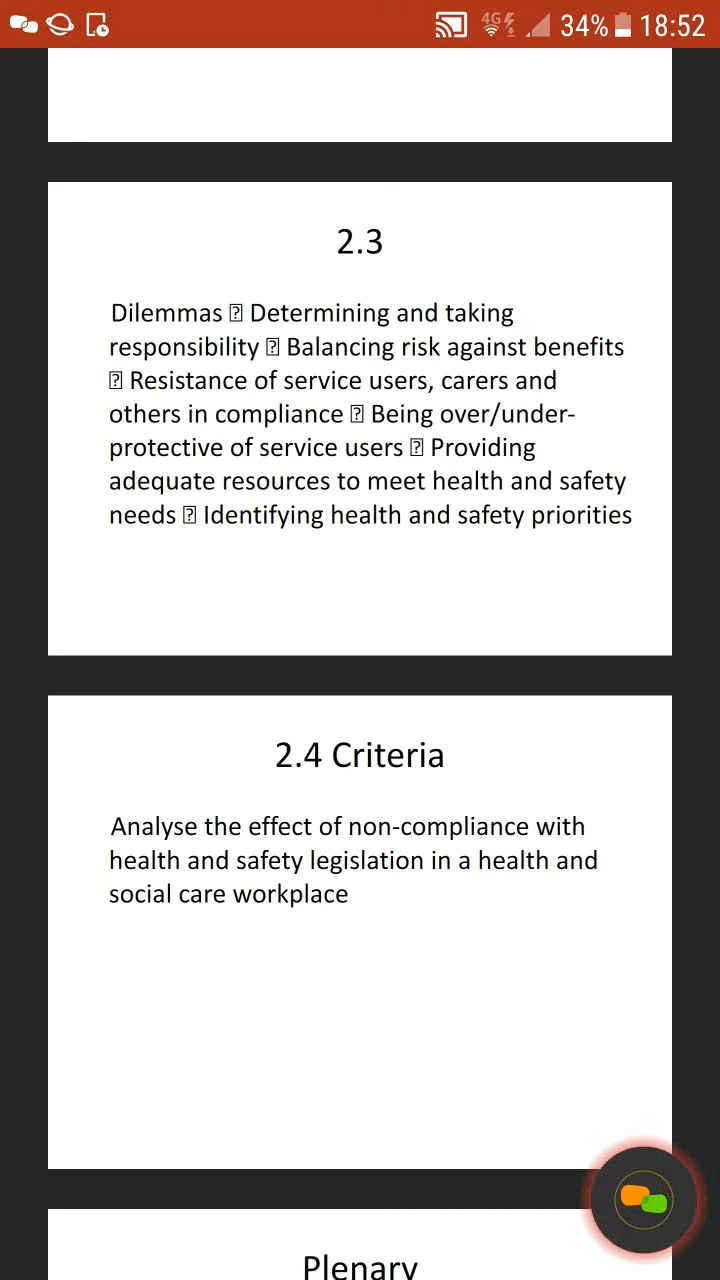 4G 34% 18:52
2.3
Dilemmas ⍰ Determining and taking
responsibility ⍰ Balancing risk against benefits
⍰ Resistance of service users, carers and
others in compliance ⍰ Being over/under-
protective of service users ⍰ Providing
adequate resources to meet health and safety
needs ⍰ Identifying health and safety priorities
2.4 Criteria
Analyse the effect of non-compliance with
health and safety legislation in a health and
social care workplace
Plenary